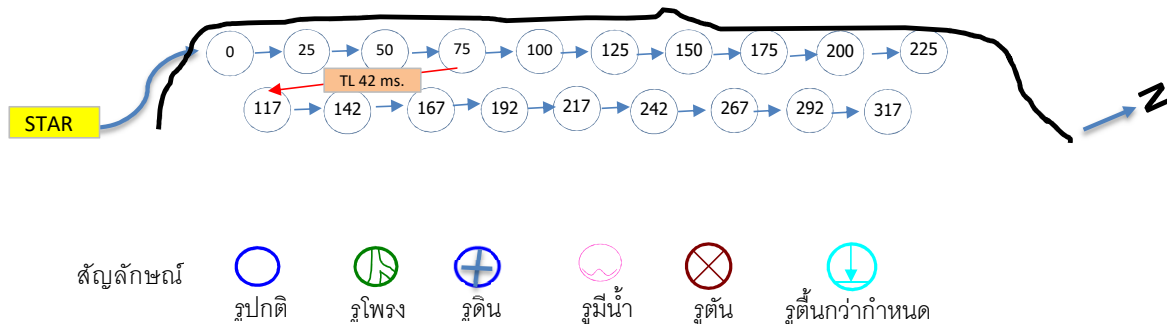 0 25 50 75 100 125 150 175 200 225
TL 42 ms.
117 142 167 192 217 242 267 292 317
STAR
N
สัญลักษณ์
รูปกติ รูโพรง รูดิน รูมีน้ำ รูตัน รูตื้นกว่ากำหนด